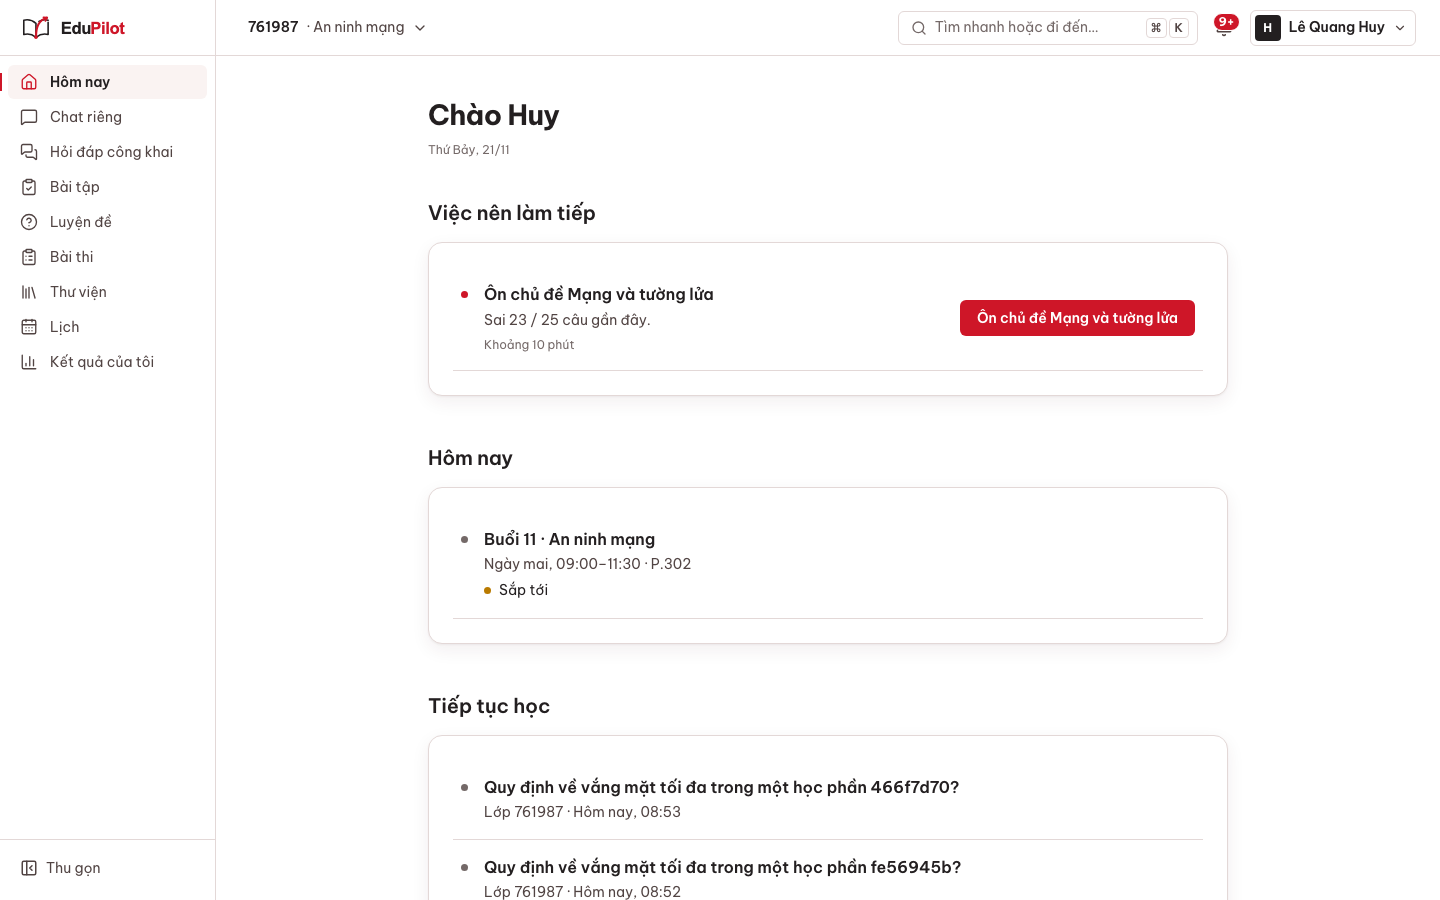 EduPilot
761987 · An ninh mạng
Tìm nhanh hoặc đi đến...
⌘ K
9+
H
Lê Quang Huy
Hôm nay
Chat riêng
Hỏi đáp công khai
Bài tập
Luyện đề
Bài thi
Thư viện
Lịch
Kết quả của tôi
Thu gọn
Chào Huy
Thứ Bảy, 21/11
Việc nên làm tiếp
Ôn chủ đề Mạng và tường lửa
Sai 23 / 25 câu gần đây.
Khoảng 10 phút
Ôn chủ đề Mạng và tường lửa
Hôm nay
Buổi 11 · An ninh mạng
Ngày mai, 09:00–11:30 · P.302
Sắp tới
Tiếp tục học
Quy định về vắng mặt tối đa trong một học phần 466f7d70?
Lớp 761987 · Hôm nay, 08:53
Quy định về vắng mặt tối đa trong một học phần fe56945b?
Lớp 761987 · Hôm nay, 08:52